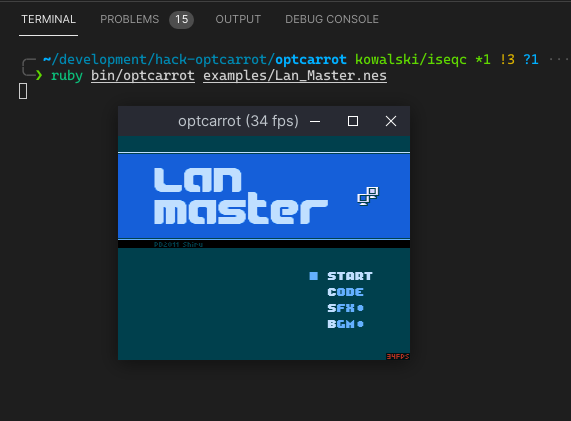 TERMINAL PROBLEMS 15 OUTPUT DEBUG CONSOLE
~/development/hack-optcarrot/optcarrot kowalski/iseqc *1 !3 ?1 ···
❯ ruby bin/optcarrot examples/Lan_Master.nes
optcarrot (34 fps)
Lan
master
PD2011 Shiru
START
CODE
SFX
BGM
34FPS